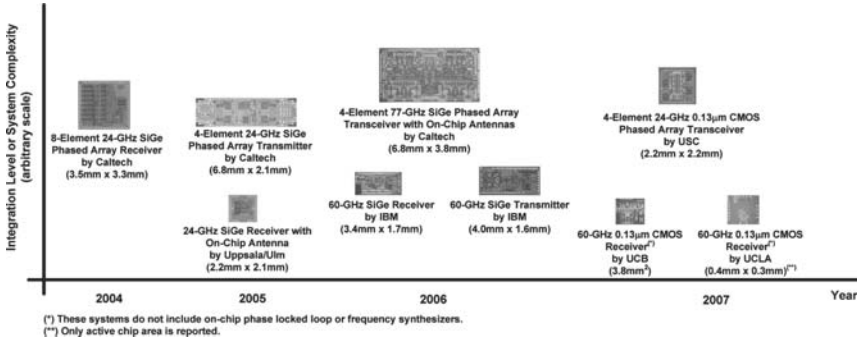 Integration Level or System Complexity
(arbitrary scale)
8-Element 24-GHz SiGe
Phased Array Receiver
by Caltech
(3.5mm x 3.3mm)
4-Element 24-GHz SiGe
Phased Array Transmitter
by Caltech
(6.8mm x 2.1mm)
4-Element 77-GHz SiGe Phased Array
Transceiver with On-Chip Antennas
by Caltech
(6.8mm x 3.8mm)
4-Element 24-GHz 0.13μm CMOS
Phased Array Transceiver
by USC
(2.2mm x 2.2mm)
24-GHz SiGe Receiver with
On-Chip Antenna
by Uppsala/Ulm
(2.2mm x 2.1mm)
60-GHz SiGe Receiver
by IBM
(3.4mm x 1.7mm)
60-GHz SiGe Transmitter
by IBM
(4.0mm x 1.6mm)
60-GHz 0.13μm CMOS
Receiver(*)
by UCB
(3.8mm²)
60-GHz 0.13μm CMOS
Receiver(*)
by UCLA
(0.4mm x 0.3mm)(**)
2004
2005
2006
2007
Year
(*) These systems do not include on-chip phase locked loop or frequency synthesizers.
(**) Only active chip area is reported.